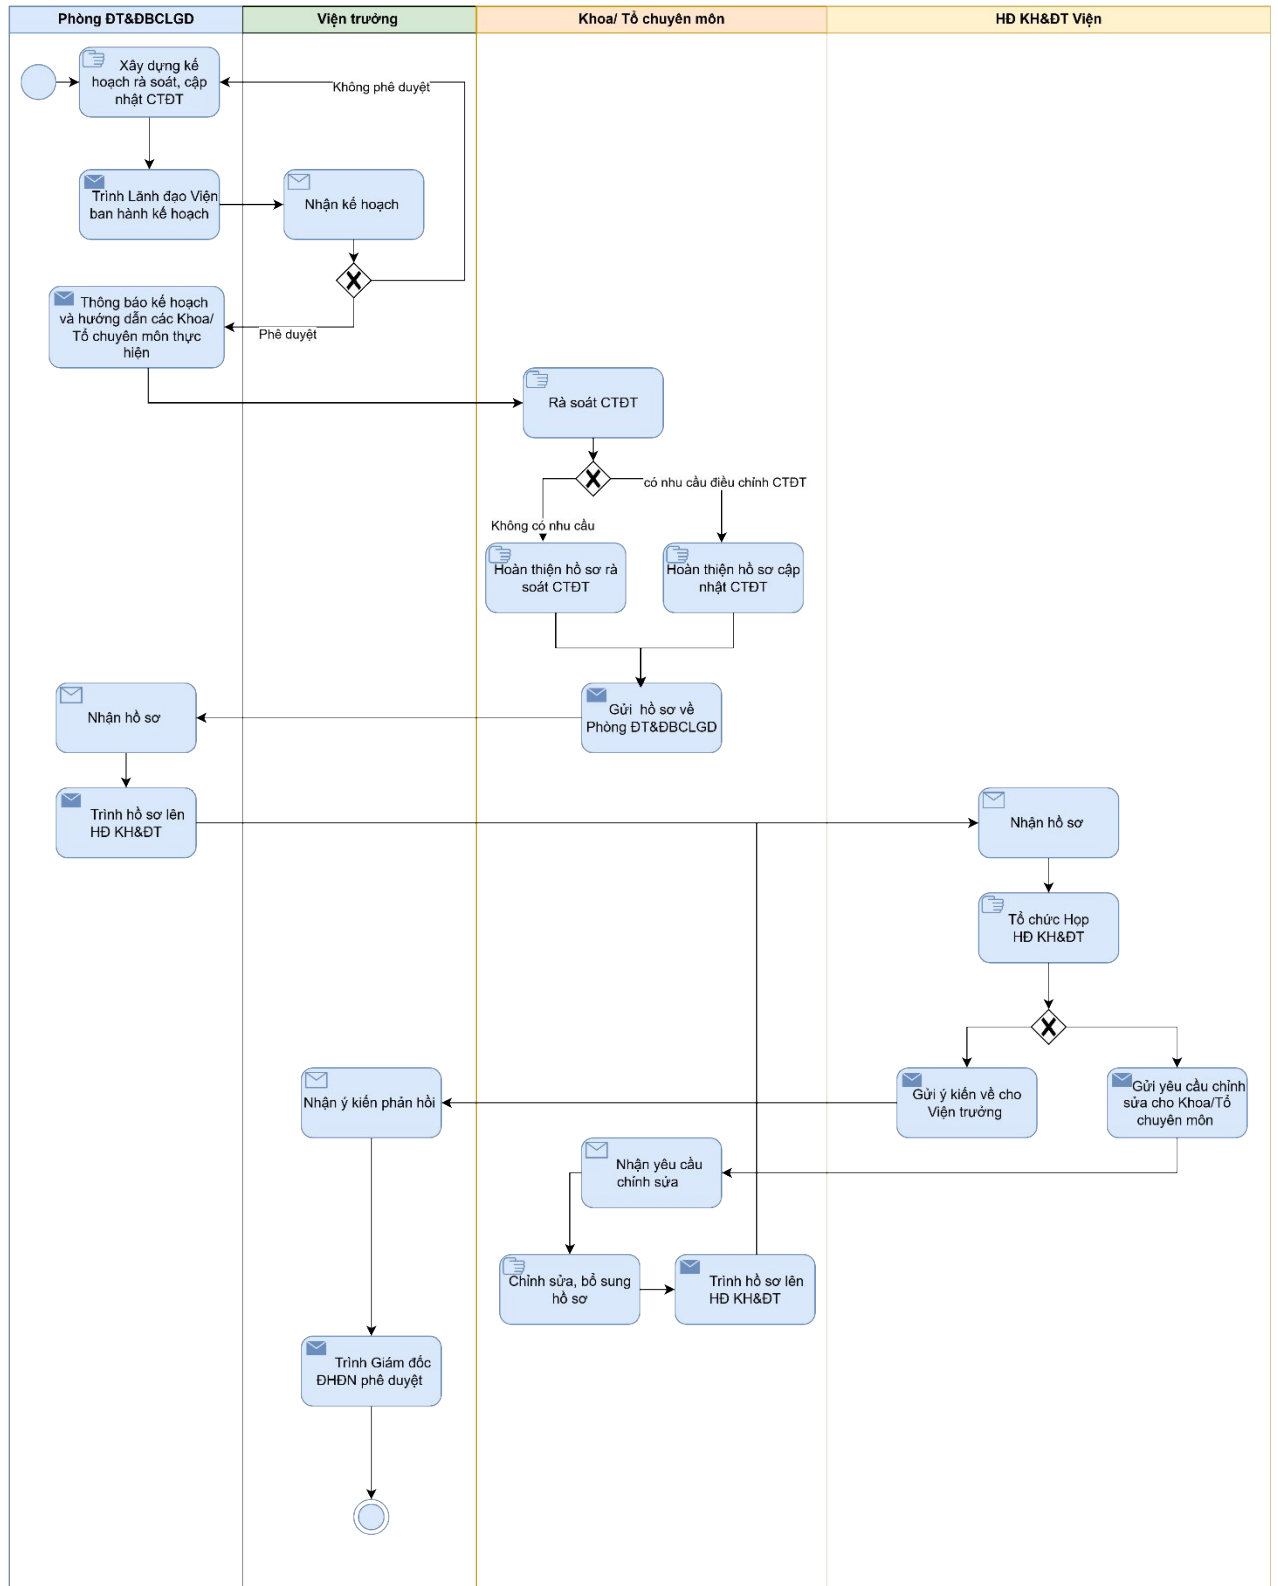 Phòng ĐT&ĐBCLGD
Viện trưởng
Khoa/ Tổ chuyên môn
HĐ KH&ĐT Viện
Xây dựng kế
hoạch rà soát, cập
nhật CTĐT
Không phê duyệt
Trình Lãnh đạo Viện
ban hành kế hoạch
Nhận kế hoạch
Thông báo kế hoạch
và hướng dẫn các Khoa/
Tổ chuyên môn thực
hiện
Phê duyệt
Rà soát CTĐT
có nhu cầu điều chỉnh CTĐT
Không có nhu cầu
Hoàn thiện hồ sơ rà
soát CTĐT
Hoàn thiện hồ sơ cập
nhật CTĐT
Nhận hồ sơ
Gửi hồ sơ về
Phòng ĐT&ĐBCLGD
Trình hồ sơ lên
HĐ KH&ĐT
Nhận hồ sơ
Tổ chức Họp
HĐ KH&ĐT
Nhận ý kiến phản hồi
Gửi ý kiến về cho
Viện trưởng
Gửi yêu cầu chỉnh
sửa cho Khoa/Tổ
chuyên môn
Nhận yêu cầu
chỉnh sửa
Chỉnh sửa, bổ sung
hồ sơ
Trình hồ sơ lên
HĐ KH&ĐT
Trình Giám đốc
ĐHĐN phê duyệt